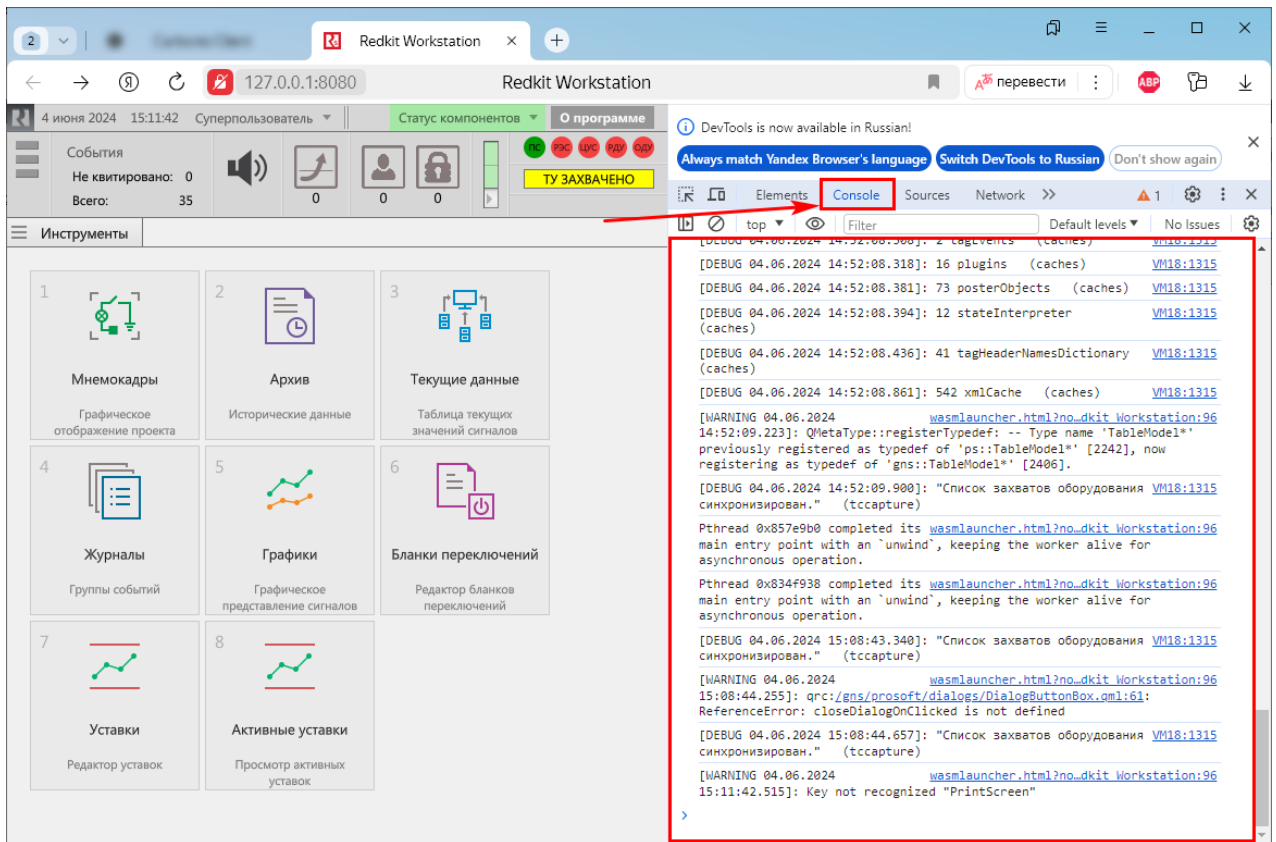 2
Redkit Workstation
127.0.0.1:8080
Redkit Workstation
перевести
ABP
4 июня 2024 15:11:42 Суперпользователь
Статус компонентов
О программе
События
Не квитировано: 0
Всего: 35
0
0
0
ПС РЭС ЦУС РДУ ОДУ
ТУ ЗАХВАЧЕНО
Инструменты
1
Мнемокадры
Графическое
отображение проекта
2
Архив
Исторические данные
3
Текущие данные
Таблица текущих
значений сигналов
4
Журналы
Группы событий
5
Графики
Графическое
представление сигналов
6
Бланки переключений
Редактор бланков
переключений
7
Уставки
Редактор уставок
8
Активные уставки
Просмотр активных
уставок
DevTools is now available in Russian!
Always match Yandex Browser's language
Switch DevTools to Russian
Don't show again
Elements Console Sources Network 1
top Filter Default levels No Issues
[DEBUG 04.06.2024 14:52:08.308]: 2 tagEvents (caches) VM18:1315
[DEBUG 04.06.2024 14:52:08.318]: 16 plugins (caches) VM18:1315
[DEBUG 04.06.2024 14:52:08.381]: 73 posterObjects (caches) VM18:1315
[DEBUG 04.06.2024 14:52:08.394]: 12 stateInterpreter VM18:1315
(caches)
[DEBUG 04.06.2024 14:52:08.436]: 41 tagHeaderNamesDictionary VM18:1315
(caches)
[DEBUG 04.06.2024 14:52:08.861]: 542 xmlCache (caches) VM18:1315
[WARNING 04.06.2024 wasmlauncher.html?no…dkit Workstation:96
14:52:09.223]: QMetaType::registerTypedef: -- Type name 'TableModel*'
previously registered as typedef of 'ps::TableModel*' [2242], now
registering as typedef of 'gns::TableModel*' [2406].
[DEBUG 04.06.2024 14:52:09.900]: "Список захватов оборудования VM18:1315
синхронизирован." (tccapture)
Pthread 0x857e9b0 completed its wasmlauncher.html?no…dkit Workstation:96
main entry point with an `unwind`, keeping the worker alive for
asynchronous operation.
Pthread 0x834f938 completed its wasmlauncher.html?no…dkit Workstation:96
main entry point with an `unwind`, keeping the worker alive for
asynchronous operation.
[DEBUG 04.06.2024 15:08:43.340]: "Список захватов оборудования VM18:1315
синхронизирован." (tccapture)
[WARNING 04.06.2024 wasmlauncher.html?no…dkit Workstation:96
15:08:44.255]: qrc:/gns/prosoft/dialogs/DialogButtonBox.qml:61:
ReferenceError: closeDialogOnClicked is not defined
[DEBUG 04.06.2024 15:08:44.657]: "Список захватов оборудования VM18:1315
синхронизирован." (tccapture)
[WARNING 04.06.2024 wasmlauncher.html?no…dkit Workstation:96
15:11:42.515]: Key not recognized "PrintScreen"